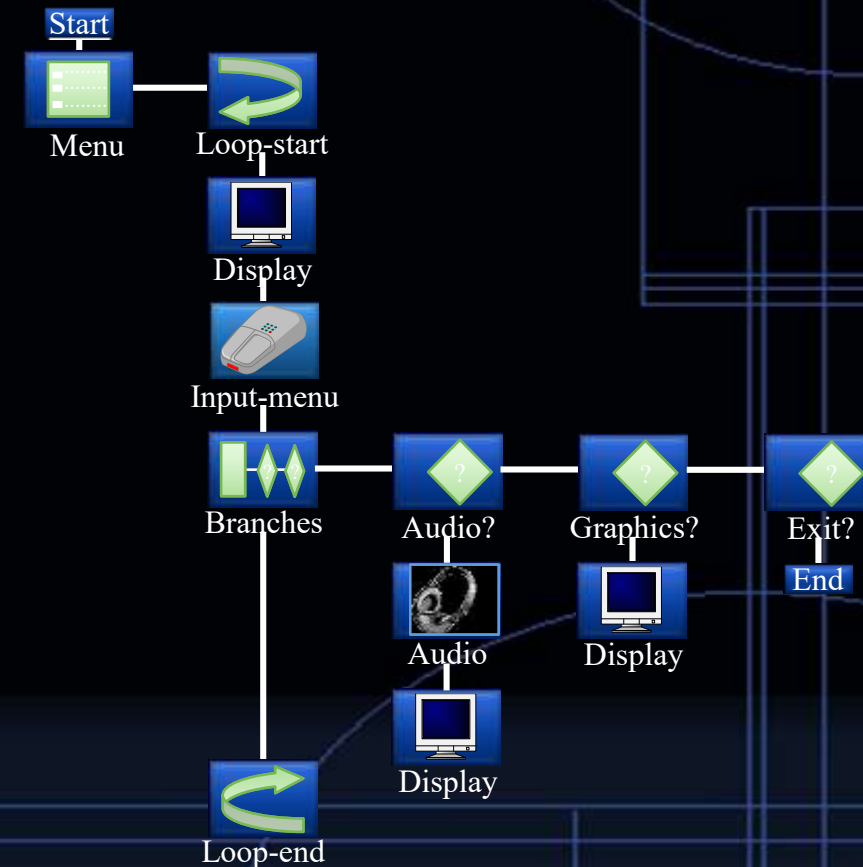 Start
Menu
Loop-start
Display
Input-menu
Branches
Audio?
Graphics?
Exit?
? ?
?
?
?
End
Audio
Display
Display
Loop-end